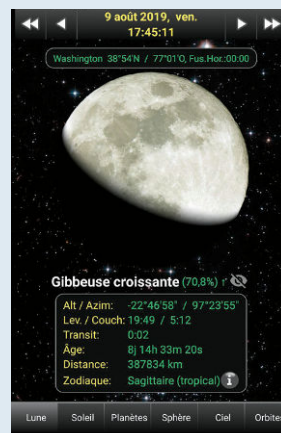 9 août 2019, ven.
17:45:11
Washington 38°54'N / 77°01'O, Fus.Hor.:00:00
Gibbeuse croissante (70,8%)
Alt / Azim: -22°46'58" / 97°23'55"
Lev. / Couch: 19:49 / 5:12
Transit: 0:02
Âge: 8j 14h 33m 20s
Distance: 387834 km
Zodiaque: Sagittaire (tropical) i
Lune Soleil Planètes Sphère Ciel Orbites